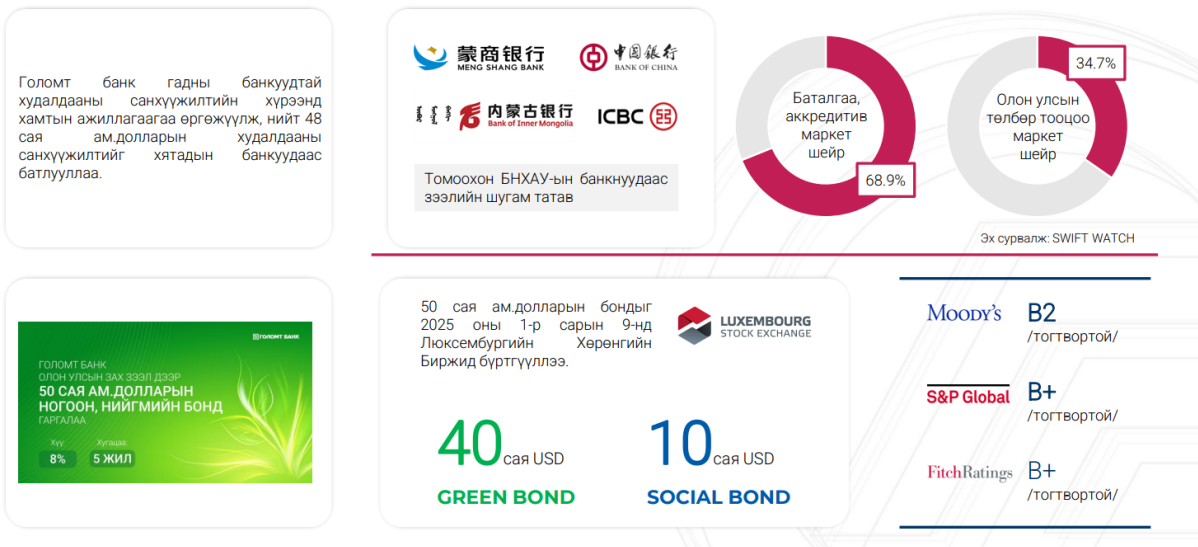 Голомт банк гадны банкуудтай
худалдааны санхүүжилтийн хүрээнд
хамтын ажиллагаагаа өргөжүүлж, нийт 48
сая ам.долларын худалдааны
санхүүжилтийг хятадын банкуудаас
батлууллаа.
蒙商银行
MENG SHANG BANK
中国银行
BANK OF CHINA
内蒙古银行
Bank of Inner Mongolia
ICBC
Томоохон БНХАУ-ын банкнуудаас
зээлийн шугам татав
Баталгаа,
аккредитив
маркет
шейр
68.9%
Олон улсын
төлбөр тооцоо
маркет
шейр
34.7%
Эх сурвалж: SWIFT WATCH
ГОЛОМТ БАНК
ГОЛОМТ БАНК
ОЛОН УЛСЫН ЗАХ ЗЭЭЛ ДЭЭР
50 САЯ АМ.ДОЛЛАРЫН
НОГООН, НИЙГМИЙН БОНД
ГАРГАЛАА
Хүү
8%
Хугацаа
5 ЖИЛ
50 сая ам.долларын бондыг
2025 оны 1-р сарын 9-нд
Люксембургийн Хөрөнгийн
Биржид бүртгүүллээ.
LUXEMBOURG
STOCK EXCHANGE
40 сая USD
GREEN BOND
10 сая USD
SOCIAL BOND
MOODY'S B2
/тогтвортой/
S&P Global B+
/тогтвортой/
FitchRatings B+
/тогтвортой/